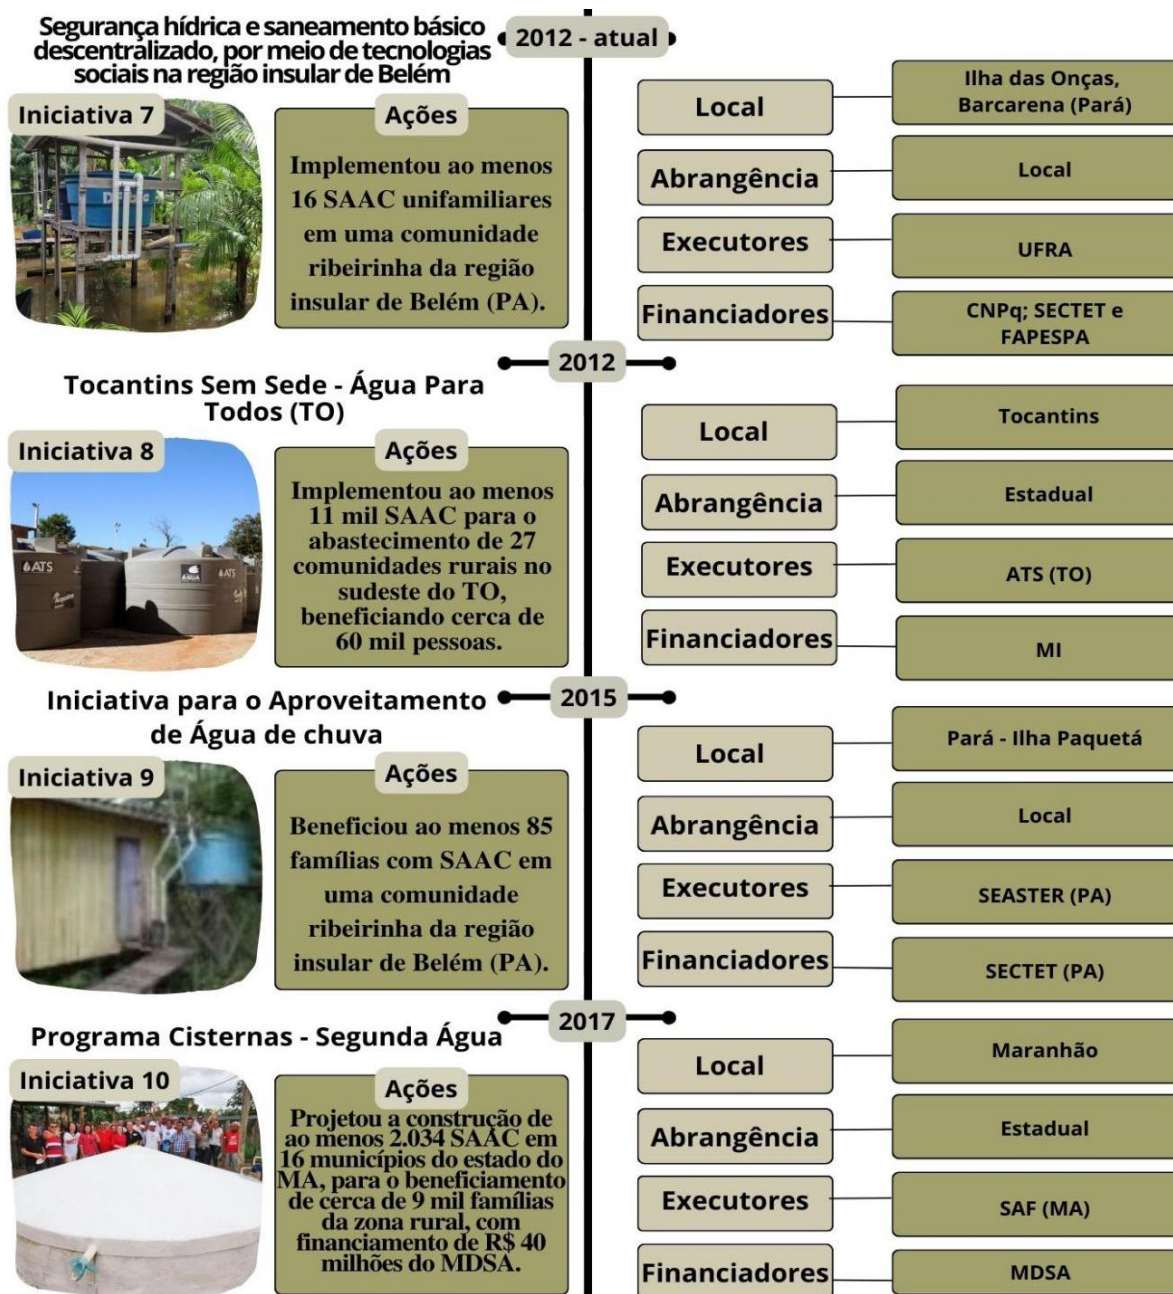 Segurança hídrica e saneamento básico
descentralizado, por meio de tecnologias
sociais na região insular de Belém
2012 - atual
Iniciativa 7
Ações
Implementou ao menos
16 SAAC unifamiliares
em uma comunidade
ribeirinha da região
insular de Belém (PA).
Local
Ilha das Onças,
Barcarena (Pará)
Abrangência
Local
Executores
UFRA
Financiadores
CNPq; SECTET e
FAPESPA
2012
Tocantins Sem Sede - Água Para
Todos (TO)
Iniciativa 8
ATS
ÁGUA
ATS
Ações
Implementou ao menos
11 mil SAAC para o
abastecimento de 27
comunidades rurais no
sudeste do TO,
beneficiando cerca de
60 mil pessoas.
Local
Tocantins
Abrangência
Estadual
Executores
ATS (TO)
Financiadores
MI
2015
Iniciativa para o Aproveitamento
de Água de chuva
Iniciativa 9
Ações
Beneficiou ao menos 85
famílias com SAAC em
uma comunidade
ribeirinha da região
insular de Belém (PA).
Local
Pará - Ilha Paquetá
Abrangência
Local
Executores
SEASTER (PA)
Financiadores
SECTET (PA)
2017
Programa Cisternas - Segunda Água
Iniciativa 10
Ações
Projetou a construção de
ao menos 2.034 SAAC em
16 municípios do estado do
MA, para o beneficiamento
de cerca de 9 mil famílias
da zona rural, com
financiamento de R$ 40
milhões do MDSA.
Local
Maranhão
Abrangência
Estadual
Executores
SAF (MA)
Financiadores
MDSA